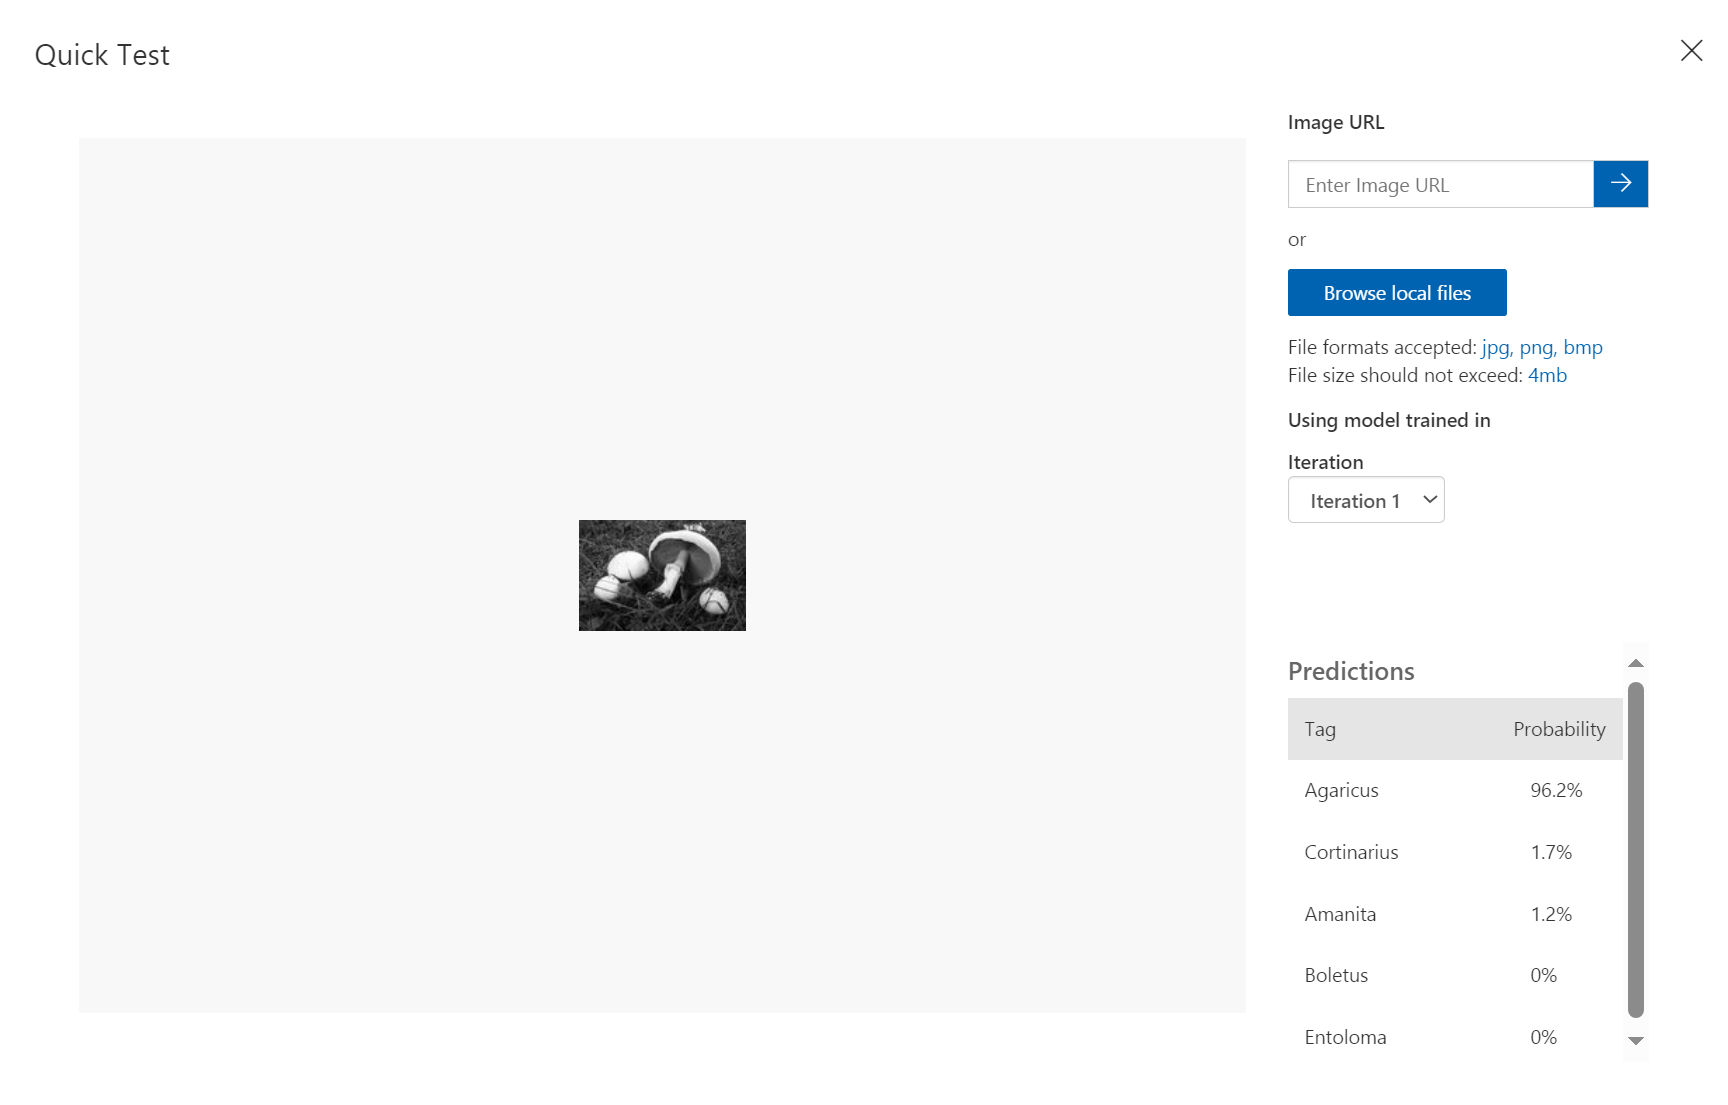 Quick Test
Image URL
Enter Image URL
or
Browse local files
File formats accepted: jpg, png, bmp
File size should not exceed: 4mb
Using model trained in
Iteration
Iteration 1
Predictions
Tag Probability
Agaricus 96.2%
Cortinarius 1.7%
Amanita 1.2%
Boletus 0%
Entoloma 0%